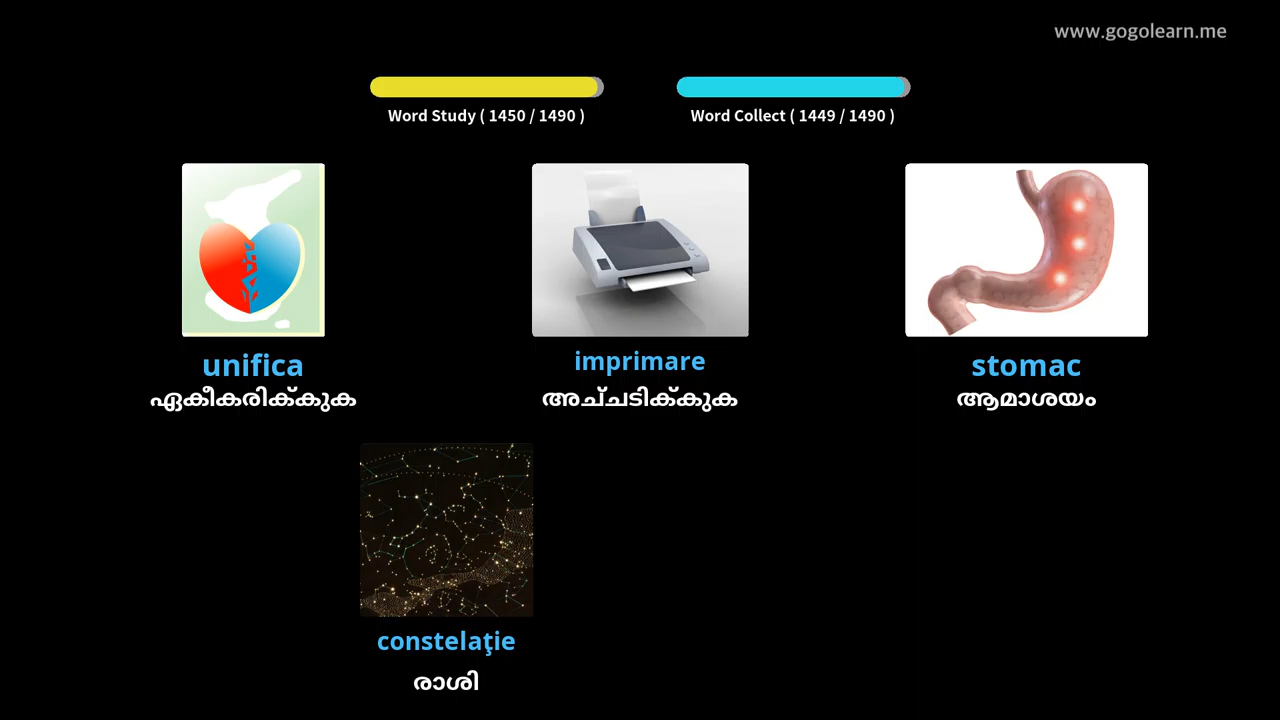 www.gogolearn.me
Word Study ( 1450 / 1490 )
Word Collect ( 1449 / 1490 )
unifica
imprimare
stomac
ഏകീകരിക്കുക
അച്ചടിക്കുക
ആമാശയം
constelaţie
രാശി